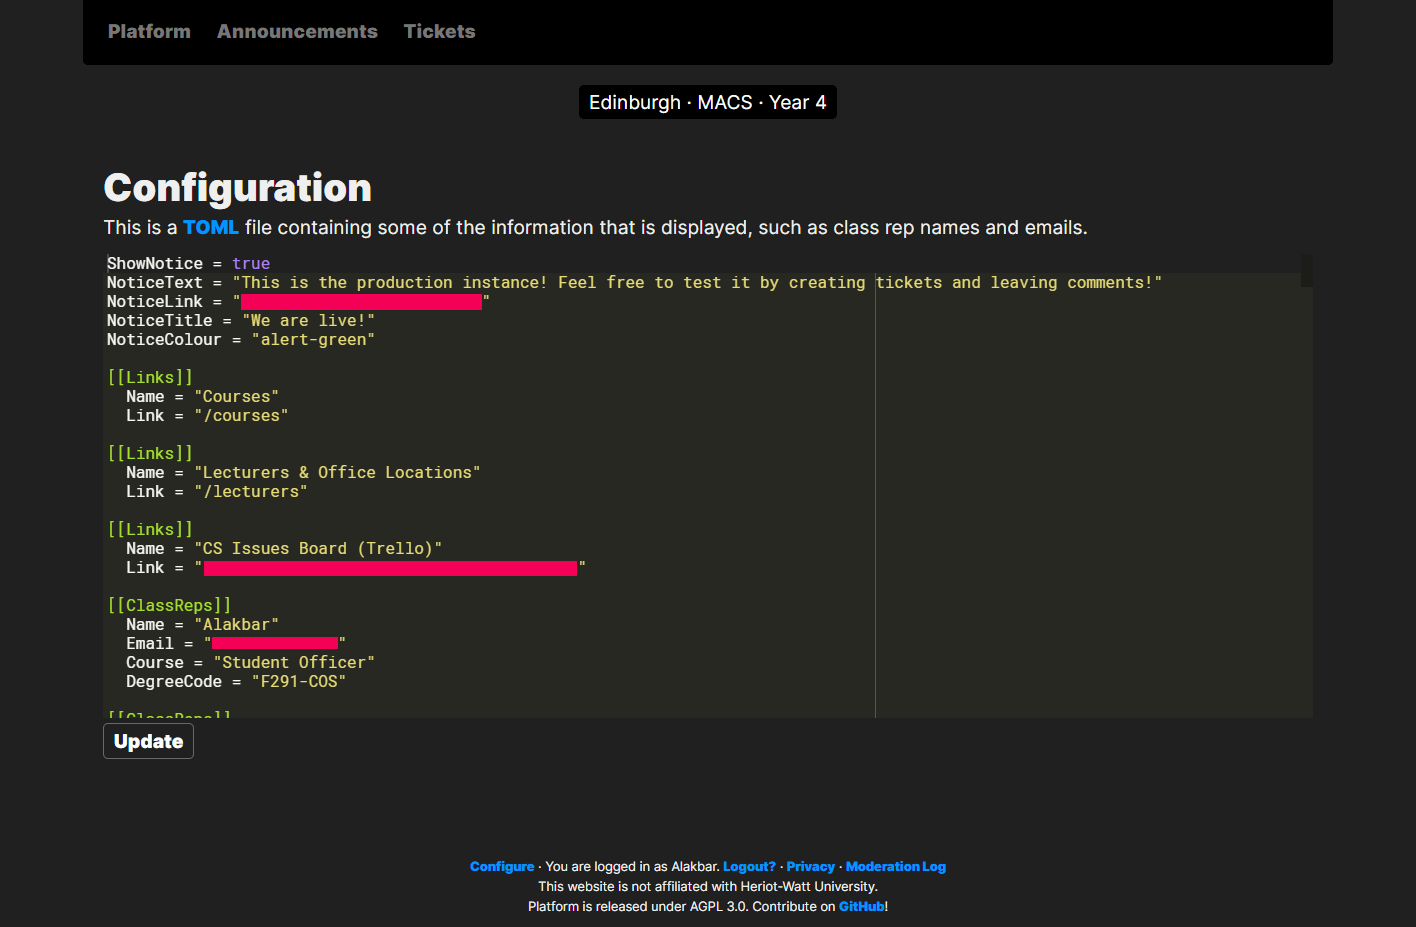 Platform Announcements Tickets
Edinburgh · MACS · Year 4
Configuration
This is a TOML file containing some of the information that is displayed, such as class rep names and emails.
ShowNotice = true
NoticeText = "This is the production instance! Feel free to test it by creating tickets and leaving comments!"
NoticeLink = ""
NoticeTitle = "We are live!"
NoticeColour = "alert-green"
[[Links]]
Name = "Courses"
Link = "/courses"
[[Links]]
Name = "Lecturers & Office Locations"
Link = "/lecturers"
[[Links]]
Name = "CS Issues Board (Trello)"
Link = ""
[[ClassReps]]
Name = "Alakbar"
Email = ""
Course = "Student Officer"
DegreeCode = "F291-COS"
[[ClassReps]]
Update
Configure · You are logged in as Alakbar. Logout? · Privacy · Moderation Log
This website is not affiliated with Heriot-Watt University.
Platform is released under AGPL 3.0. Contribute on GitHub!